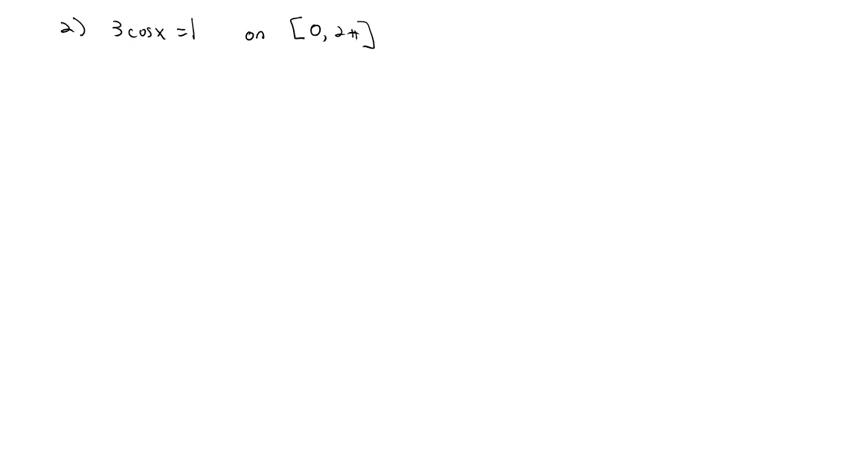 2) 3cosx = 1 on [0, 2π]